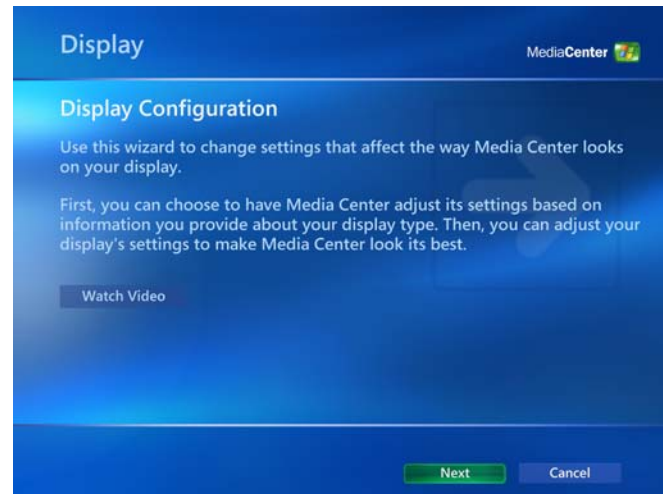 Display
MediaCenter
Display Configuration
Use this wizard to change settings that affect the way Media Center looks
on your display.
First, you can choose to have Media Center adjust its settings based on
information you provide about your display type. Then, you can adjust your
display's settings to make Media Center look its best.
Watch Video
Next
Cancel